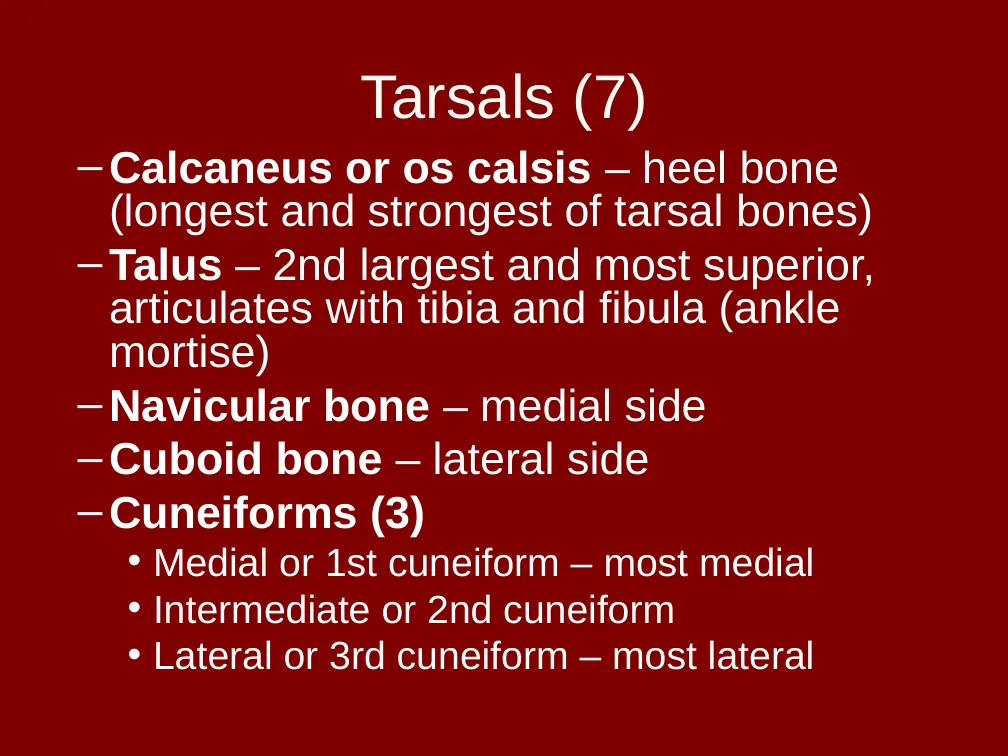 Tarsals (7)
– Calcaneus or os calsis – heel bone
(longest and strongest of tarsal bones)
– Talus – 2nd largest and most superior,
articulates with tibia and fibula (ankle
mortise)
– Navicular bone – medial side
– Cuboid bone – lateral side
– Cuneiforms (3)
• Medial or 1st cuneiform – most medial
• Intermediate or 2nd cuneiform
• Lateral or 3rd cuneiform – most lateral